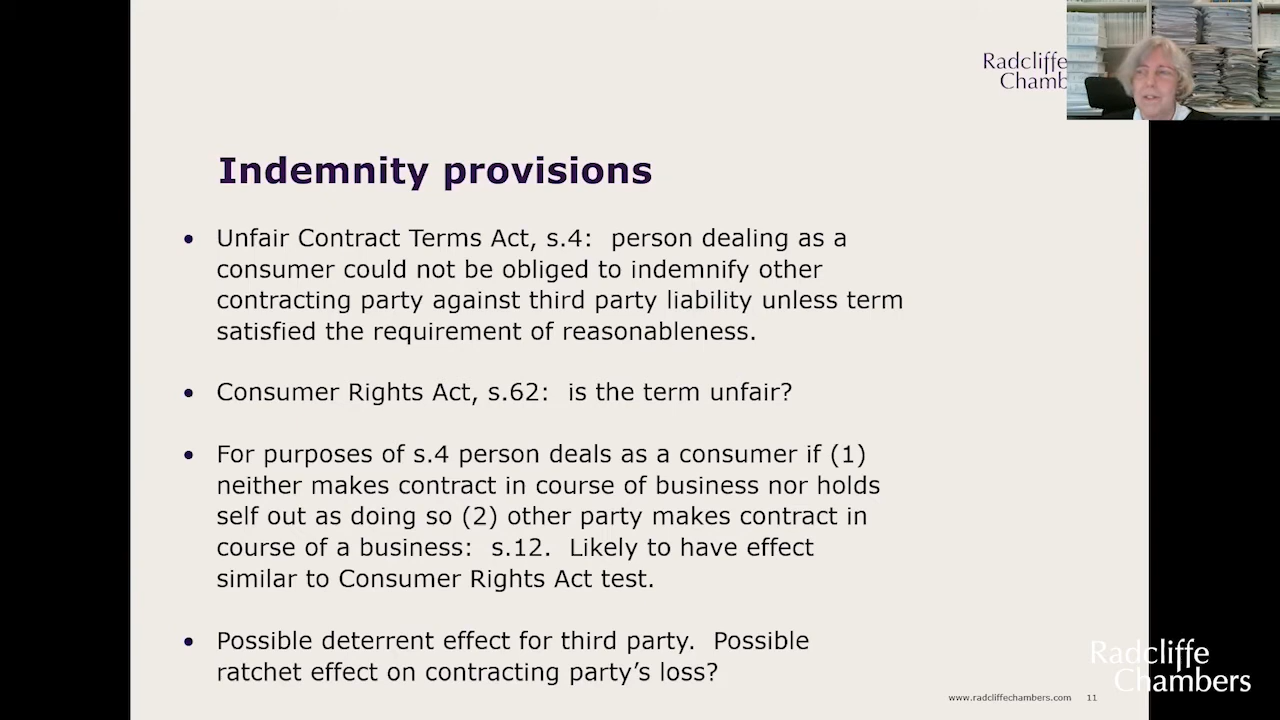 Radcliffe
Chamb
Indemnity provisions
• Unfair Contract Terms Act, s.4: person dealing as a
consumer could not be obliged to indemnify other
contracting party against third party liability unless term
satisfied the requirement of reasonableness.
• Consumer Rights Act, s.62: is the term unfair?
• For purposes of s.4 person deals as a consumer if (1)
neither makes contract in course of business nor holds
self out as doing so (2) other party makes contract in
course of a business: s.12. Likely to have effect
similar to Consumer Rights Act test.
• Possible deterrent effect for third party. Possible
ratchet effect on contracting party's loss?
Radcliffe
Chambers
www.radcliffechambers.com 11